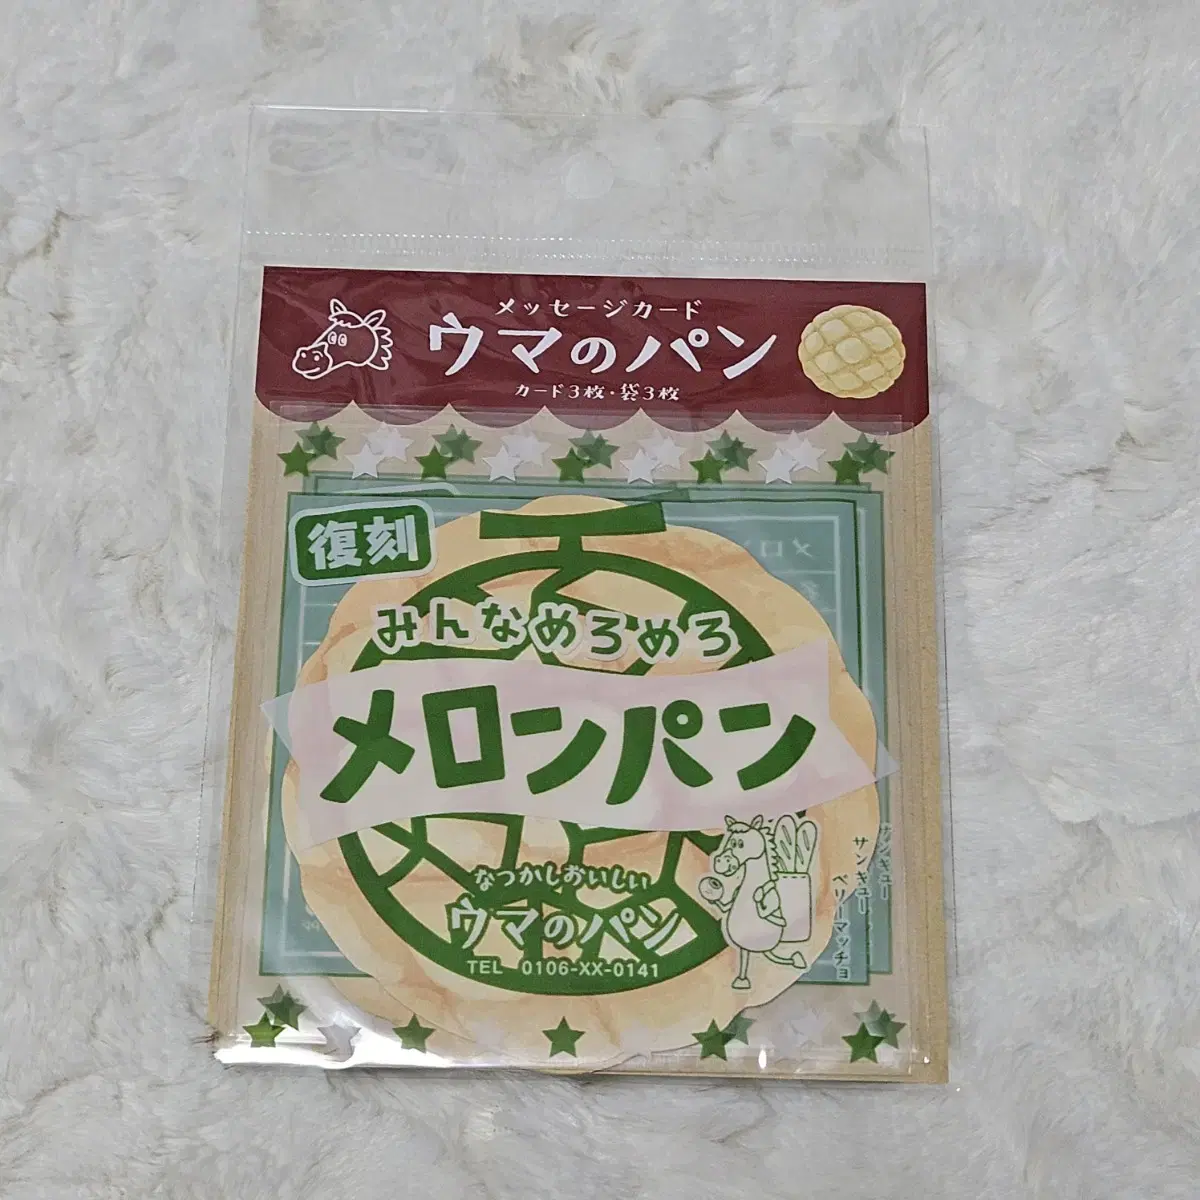 メッセージカード
ウマのパン
カード3枚・袋3枚
復刻
みんなめろめろ
メロンパン
なつかしおいしい
ウマのパン
TEL 0106-XX-0141
サンキュー
サンキュー
ベリーマッチョ
メロ